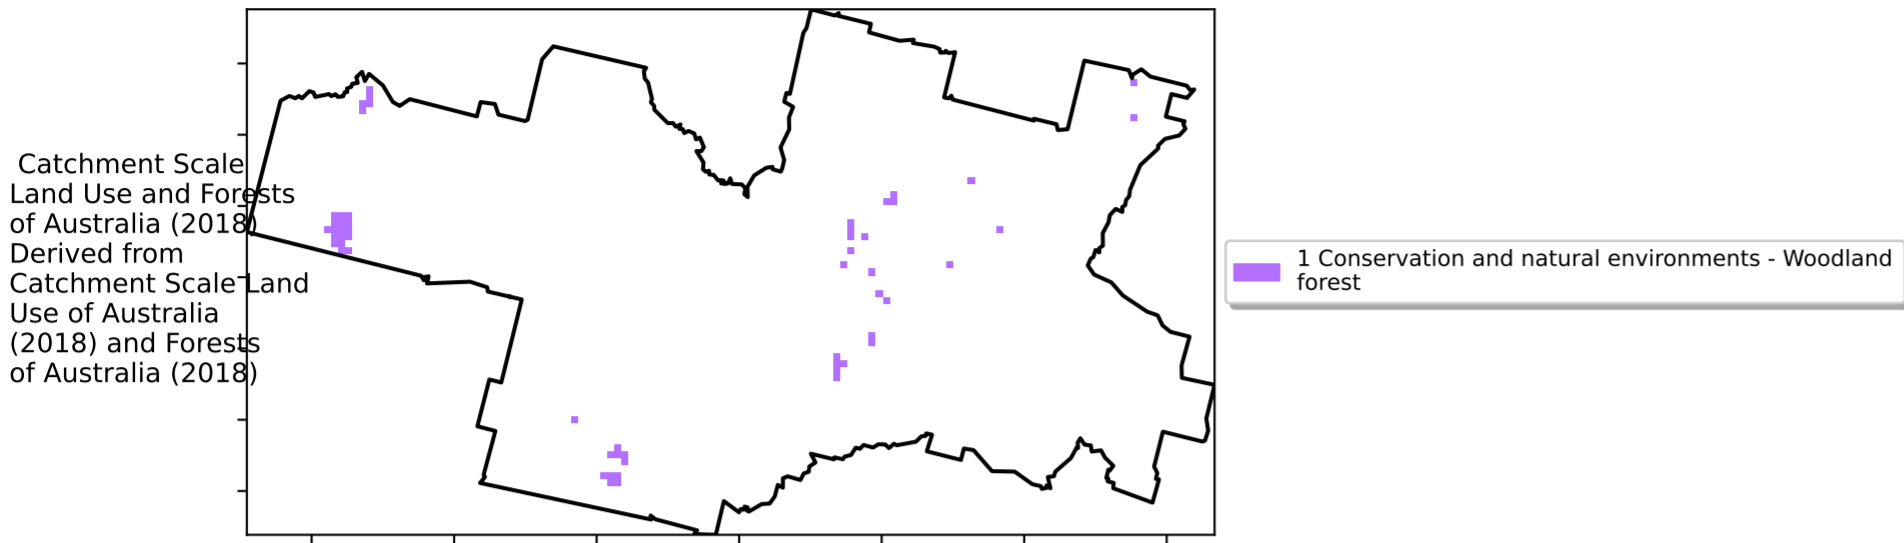 Catchment Scale
Land Use and Forests
of Australia (2018)
Derived from
Catchment Scale Land
Use of Australia
(2018) and Forests
of Australia (2018)
1 Conservation and natural environments - Woodland
forest